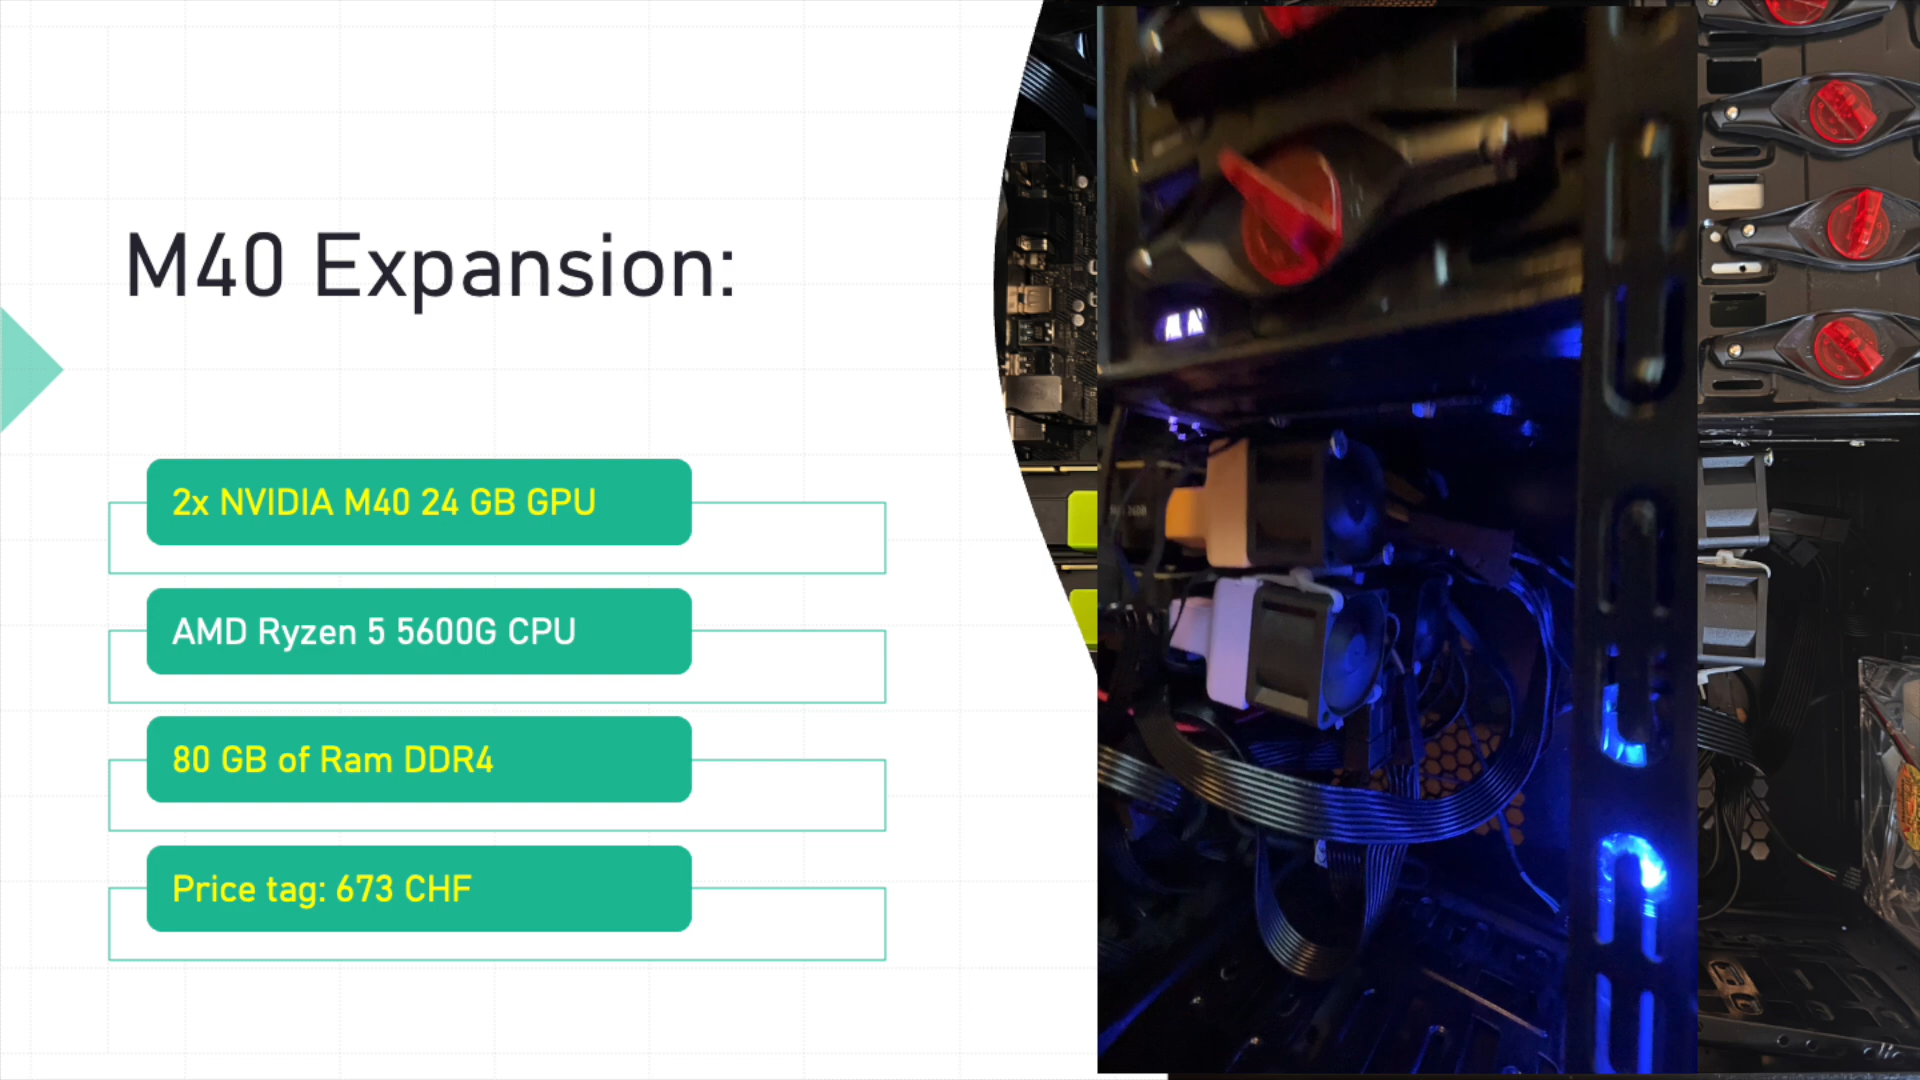 M40 Expansion:
2x NVIDIA M40 24 GB GPU
AMD Ryzen 5 5600G CPU
80 GB of Ram DDR4
Price tag: 673 CHF